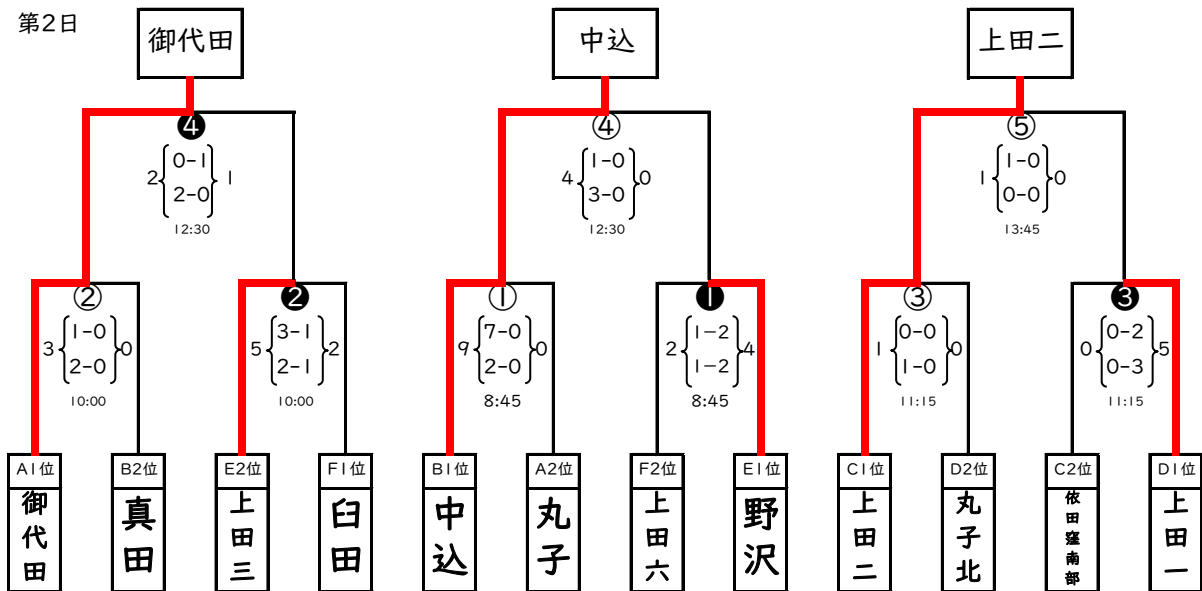 第2日
御代田 中込 上田二
❹ ④ ⑤
0-1 1-0 1-0
2 1 4 0 1 0
2-0 3-0 0-0
12:30 12:30 13:45
② ❷ ① ❶ ③ ❸
1-0 3-1 7-0 1-2 0-0 0-2
3 0 5 2 9 0 2 4 1 0 0 5
2-0 2-1 2-0 1-2 1-0 0-3
10:00 10:00 8:45 8:45 11:15 11:15
A1位 B2位 E2位 F1位 B1位 A2位 F2位 E1位 C1位 D2位 C2位 D1位
御代田 真田 上田三 臼田 中込 丸子 上田六 野沢 上田二 丸子北 依田窪南部 上田一